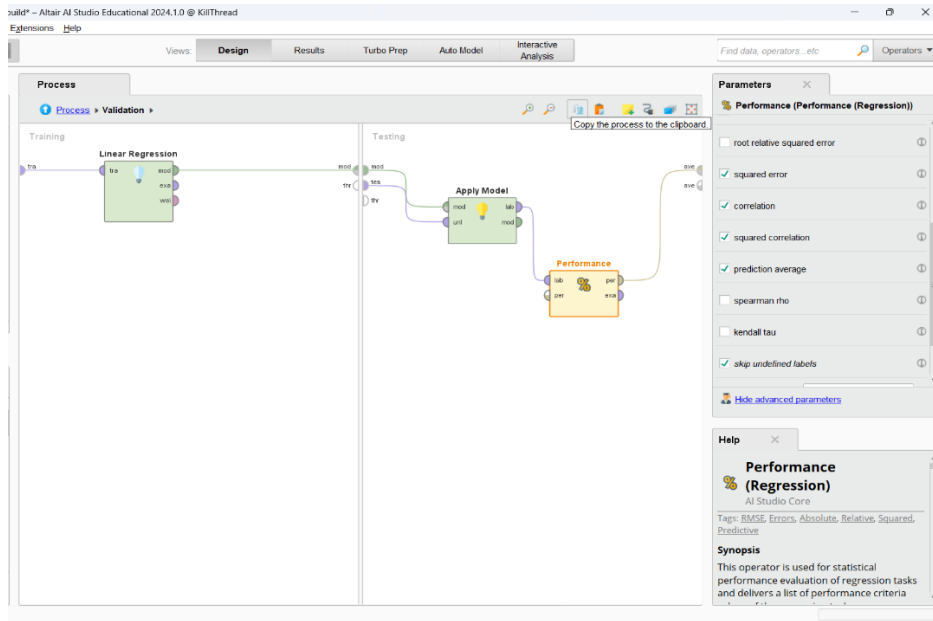 build* – Altair AI Studio Educational 2024.1.0 @ KillThread
Extensions Help
Views: Design Results Turbo Prep Auto Model Interactive Analysis
Find data, operators...etc Operators
Process
Process Validation
Copy the process to the clipboard.
Training
Testing
Linear Regression
tra
tra mod
exa
wei
mod
thr
mod
tes
thr
Apply Model
mod lab
unl mod
Performance
lab per
per exa
ave
ave
Parameters
% Performance (Performance (Regression))
root relative squared error
squared error
correlation
squared correlation
prediction average
spearman rho
kendall tau
skip undefined labels
Hide advanced parameters
Help
Performance
% (Regression)
AI Studio Core
Tags: RMSE, Errors, Absolute, Relative, Squared,
Predictive
Synopsis
This operator is used for statistical
performance evaluation of regression tasks
and delivers a list of performance criteria